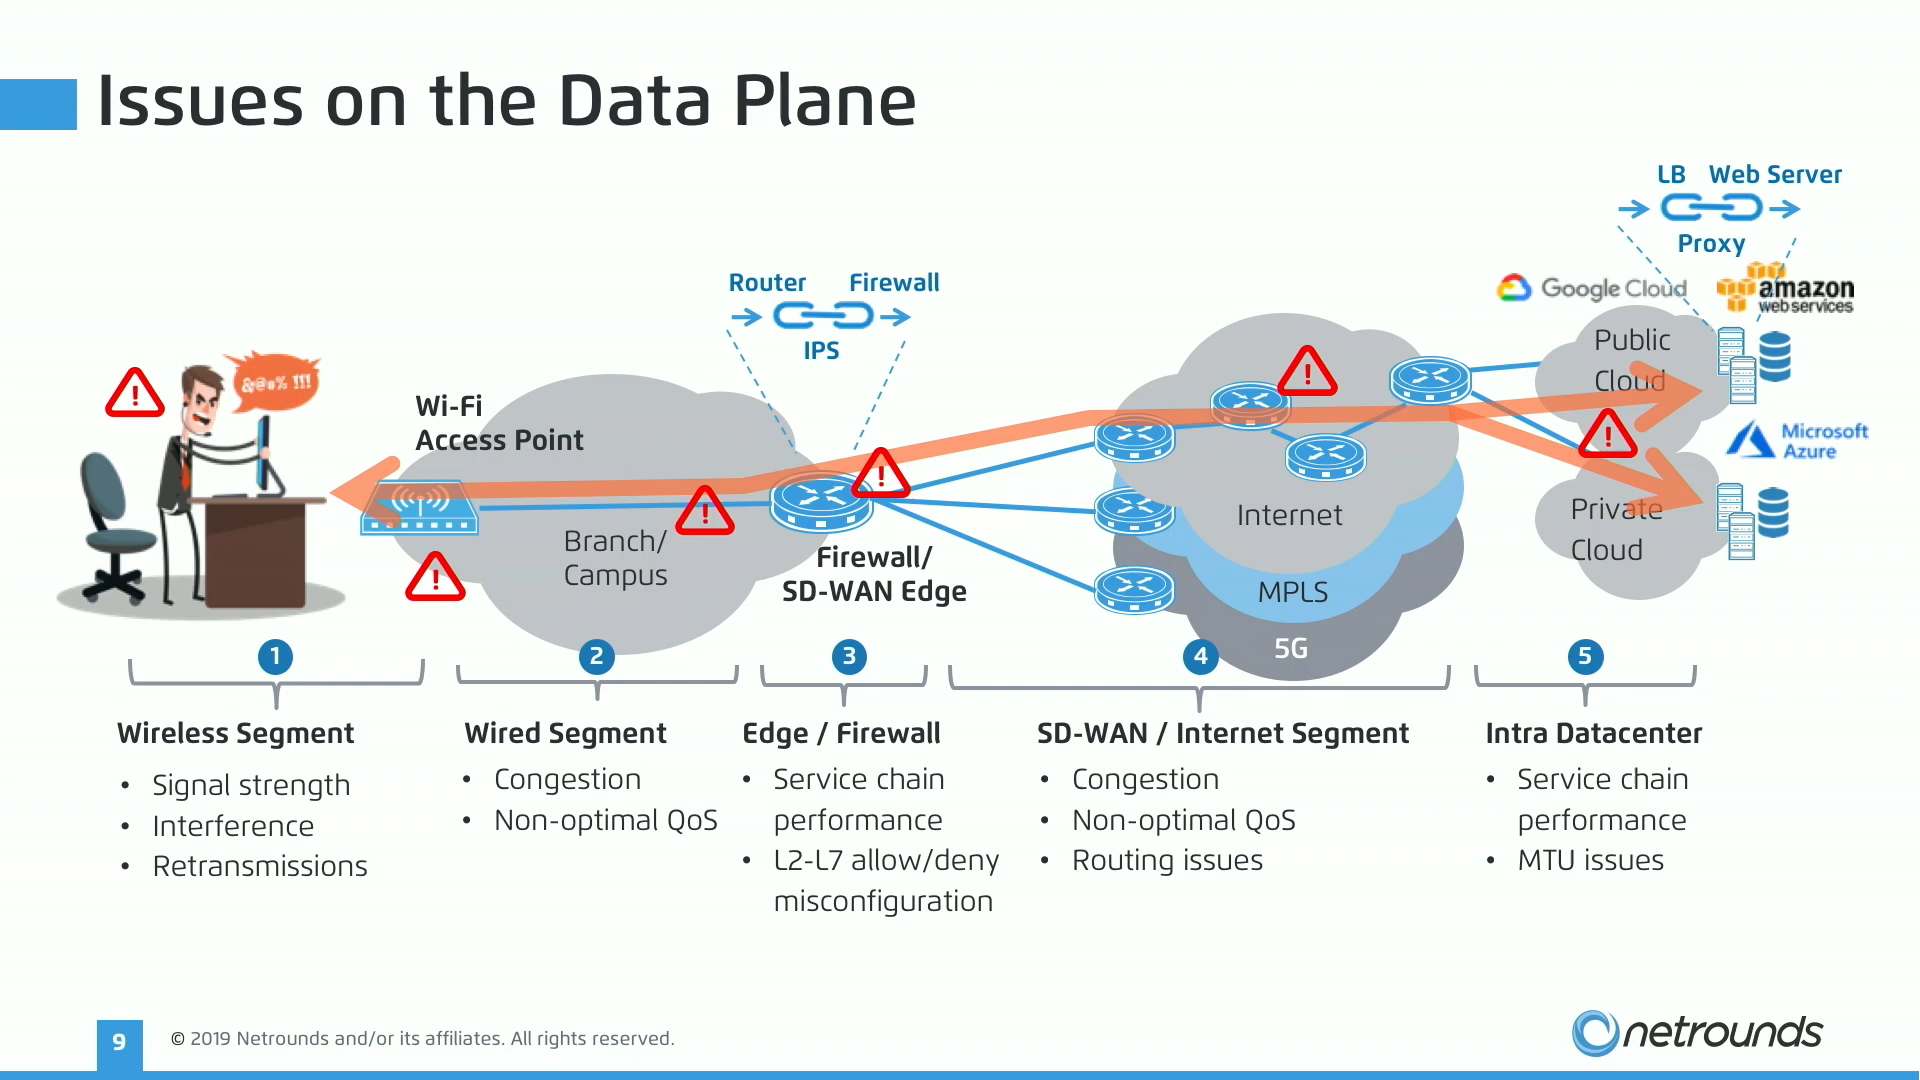 Issues on the Data Plane
LB Web Server
Proxy
Google Cloud
amazon
web services
Router Firewall
IPS
&@#% !!!
Wi-Fi
Access Point
Public
Cloud
Microsoft
Azure
Branch/
Campus
Firewall/
SD-WAN Edge
Internet
MPLS
5G
Private
Cloud
1
2
3
4
5
Wireless Segment
• Signal strength
• Interference
• Retransmissions
Wired Segment
• Congestion
• Non-optimal QoS
Edge / Firewall
• Service chain
performance
• L2-L7 allow/deny
misconfiguration
SD-WAN / Internet Segment
• Congestion
• Non-optimal QoS
• Routing issues
Intra Datacenter
• Service chain
performance
• MTU issues
9
© 2019 Netrounds and/or its affiliates. All rights reserved.
netrounds